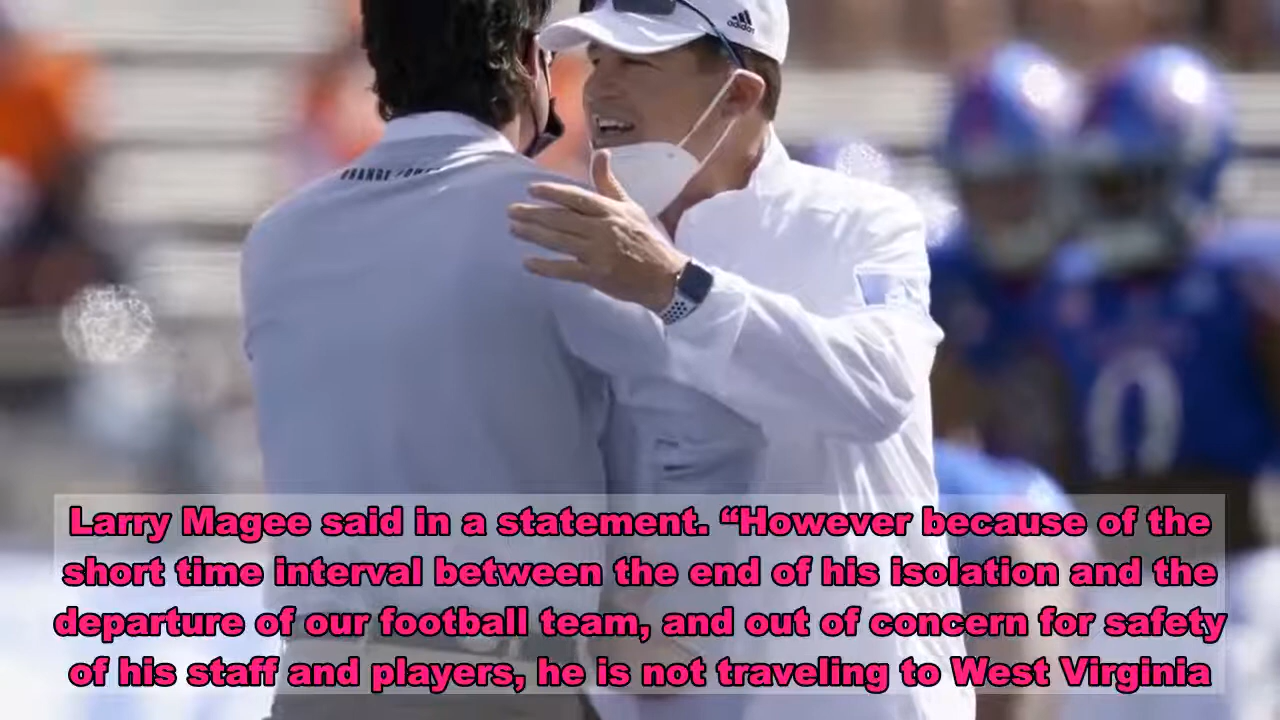 adidas
Larry Magee said in a statement. “However because of the
short time interval between the end of his isolation and the
departure of our football team, and out of concern for safety
of his staff and players, he is not traveling to West Virginia
0